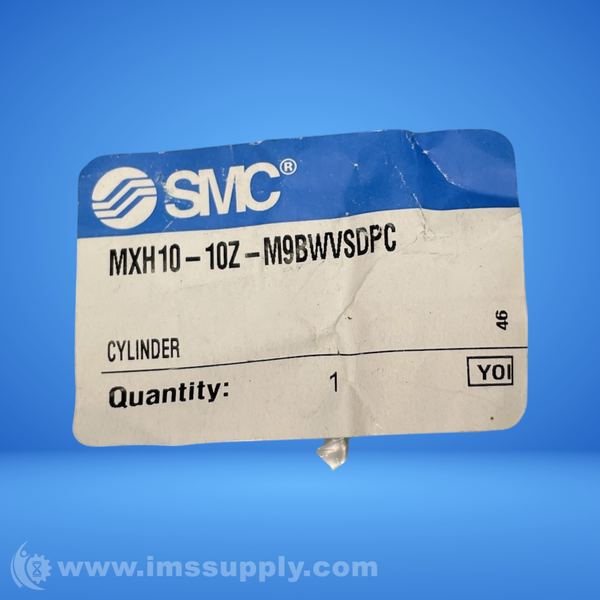 SMC®
MXH10-10Z-M9BWVSDPC
CYLINDER
46
Quantity: 1
YOI
www.imssupply.com